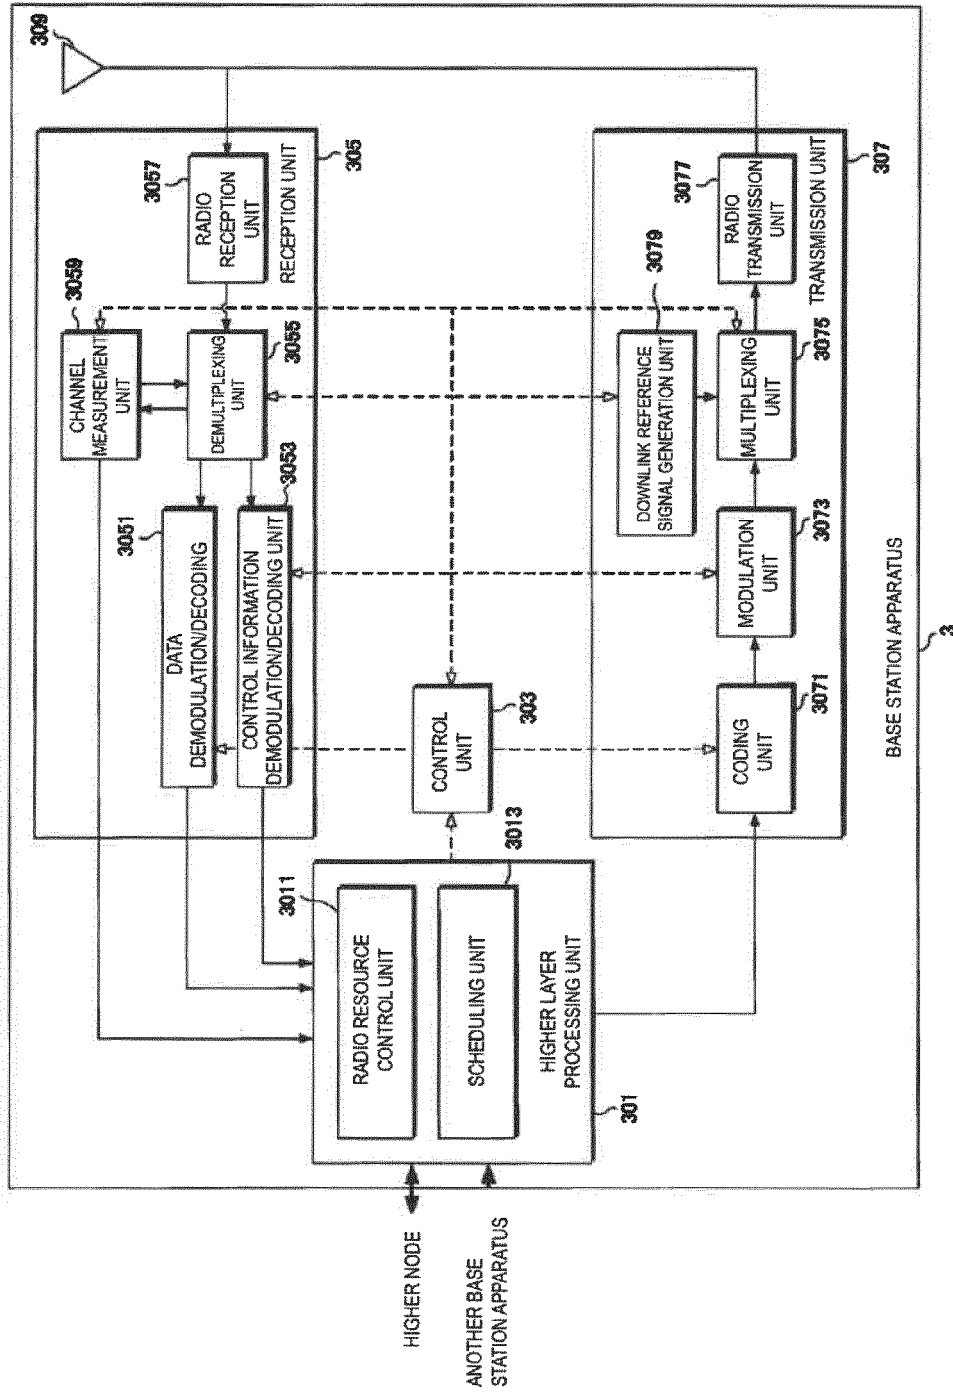 HIGHER NODE
ANOTHER BASE
STATION APPARATUS
301
RADIO RESOURCE
CONTROL UNIT
3011
SCHEDULING UNIT
3013
HIGHER LAYER
PROCESSING UNIT
CONTROL
UNIT
303
DATA
DEMODULATION/DECODING
3051
CONTROL INFORMATION
DEMODULATION/DECODING UNIT
3053
CHANNEL
MEASUREMENT
UNIT
3059
DEMULTIPLEXING
UNIT
3055
RADIO
RECEPTION
UNIT
3057
RECEPTION UNIT
305
309
CODING
UNIT
3071
MODULATION
UNIT
3073
DOWNLINK REFERENCE
SIGNAL GENERATION UNIT
3079
MULTIPLEXING
UNIT
3075
RADIO
TRANSMISSION
UNIT
3077
TRANSMISSION UNIT
307
BASE STATION APPARATUS
3